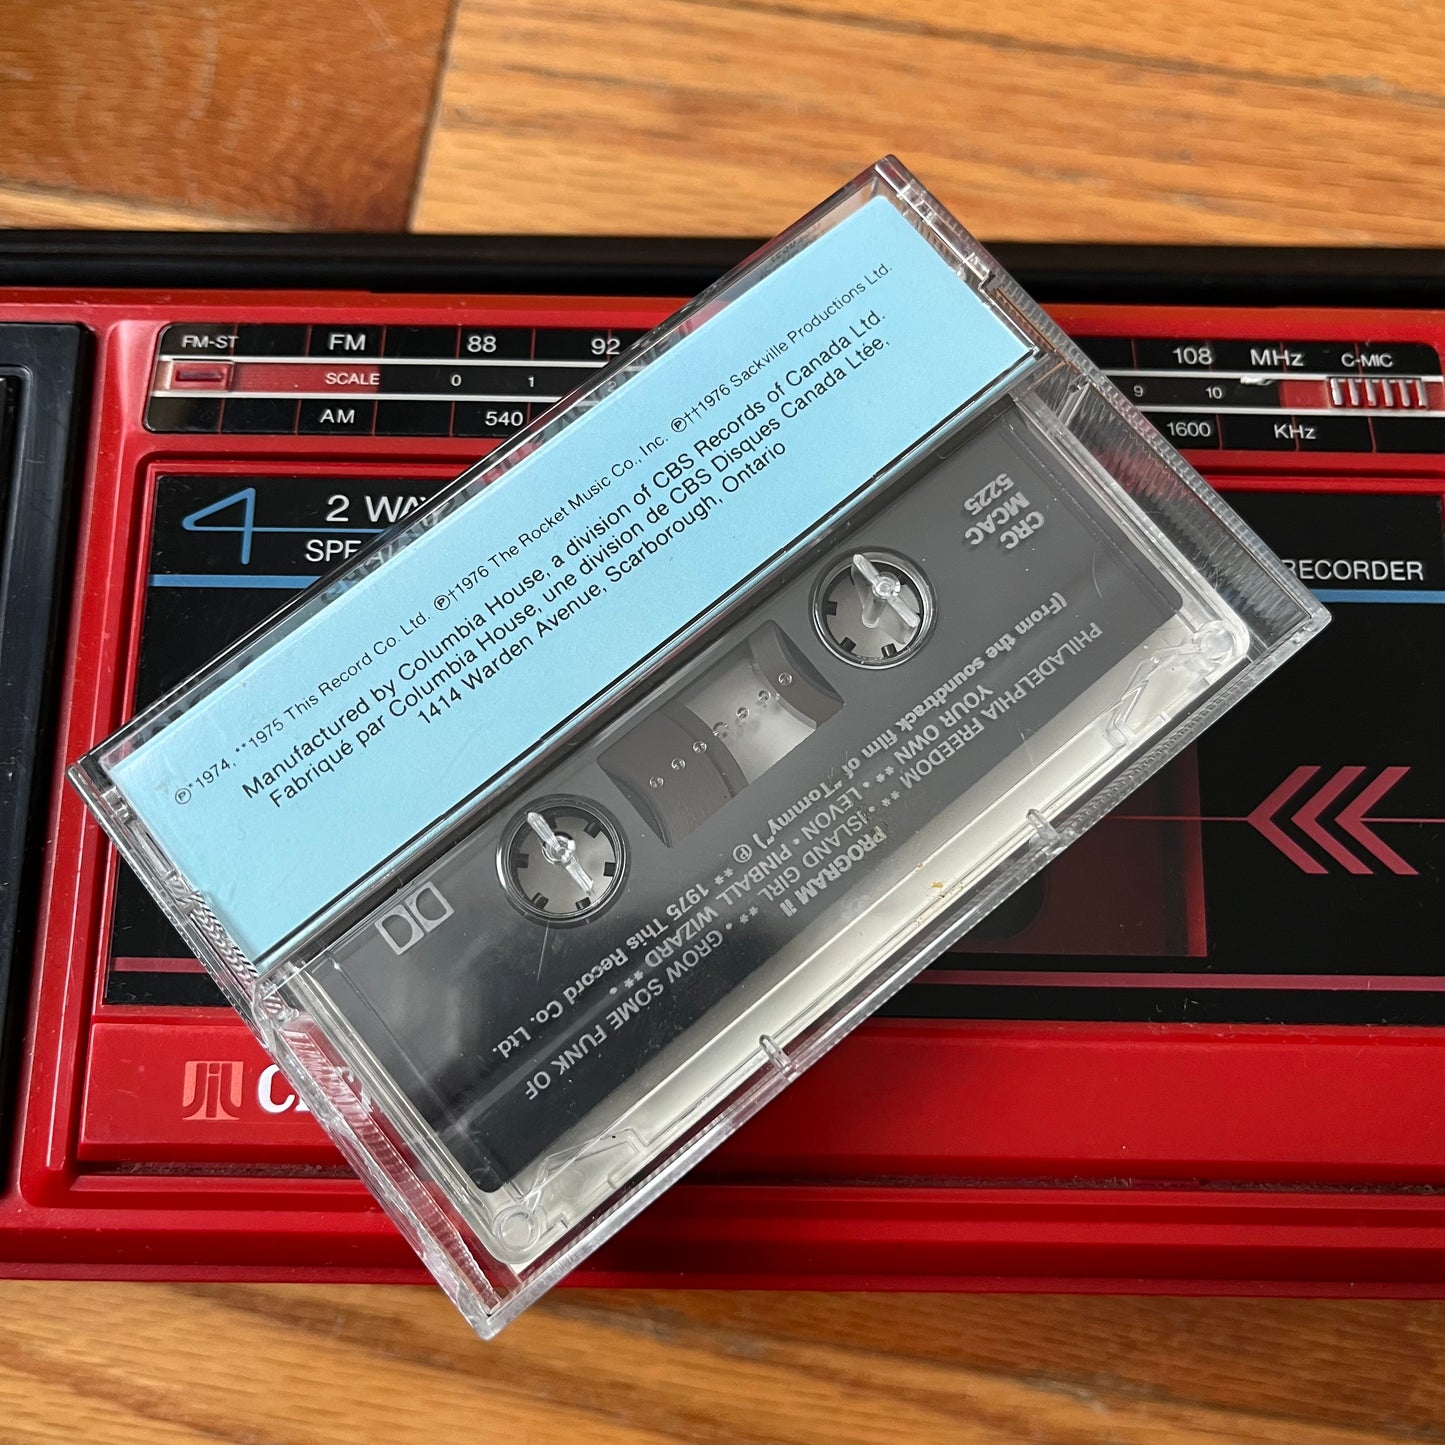 ℗*1974, **1975 This Record Co. Ltd. ℗†1976 The Rocket Music Co., Inc. ℗††1976 Sackville Productions Ltd.
Manufactured by Columbia House, a division of CBS Records of Canada Ltd.
Fabriqué par Columbia House, une division de CBS Disques Canada Ltée,
1414 Warden Avenue, Scarborough, Ontario
CRC
MCAC
5225
PROGRAM II
PHILADELPHIA FREEDOM ** • ISLAND GIRL ** • GROW SOME FUNK OF
YOUR OWN ** • LEVON • PINBALL WIZARD ** •
(From the soundtrack film of "Tommy") ℗ ** 1975 This Record Co. Ltd.
FM-ST FM 88 92 108 MHz C-MIC
SCALE 0 1 2 9 10
AM 540 1600 KHz
4 2 WAY
RECORDER